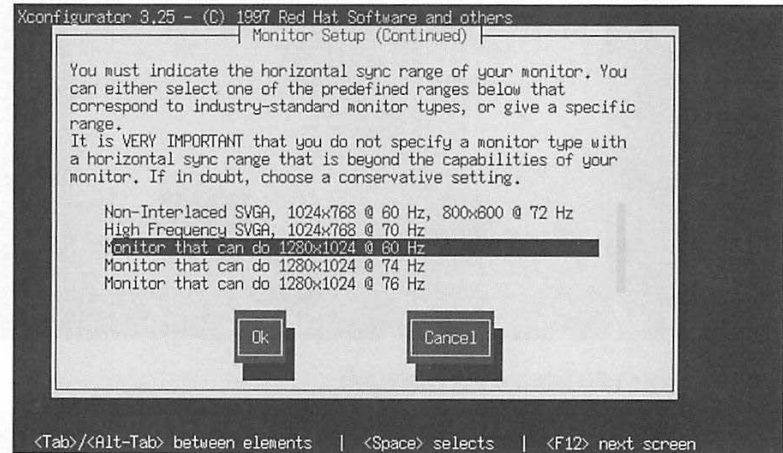 Xconfigurator 3.25 - (C) 1997 Red Hat Software and others
Monitor Setup (Continued)
You must indicate the horizontal sync range of your monitor. You
can either select one of the predefined ranges below that
correspond to industry-standard monitor types, or give a specific
range.
It is VERY IMPORTANT that you do not specify a monitor type with
a horizontal sync range that is beyond the capabilities of your
monitor. If in doubt, choose a conservative setting.
Non-Interlaced SVGA, 1024x768 @ 60 Hz, 800x600 @ 72 Hz
High Frequency SVGA, 1024x768 @ 70 Hz
Monitor that can do 1280x1024 @ 60 Hz
Monitor that can do 1280x1024 @ 74 Hz
Monitor that can do 1280x1024 @ 76 Hz
Ok Cancel
<Tab>/<Alt-Tab> between elements | <Space> selects | <F12> next screen